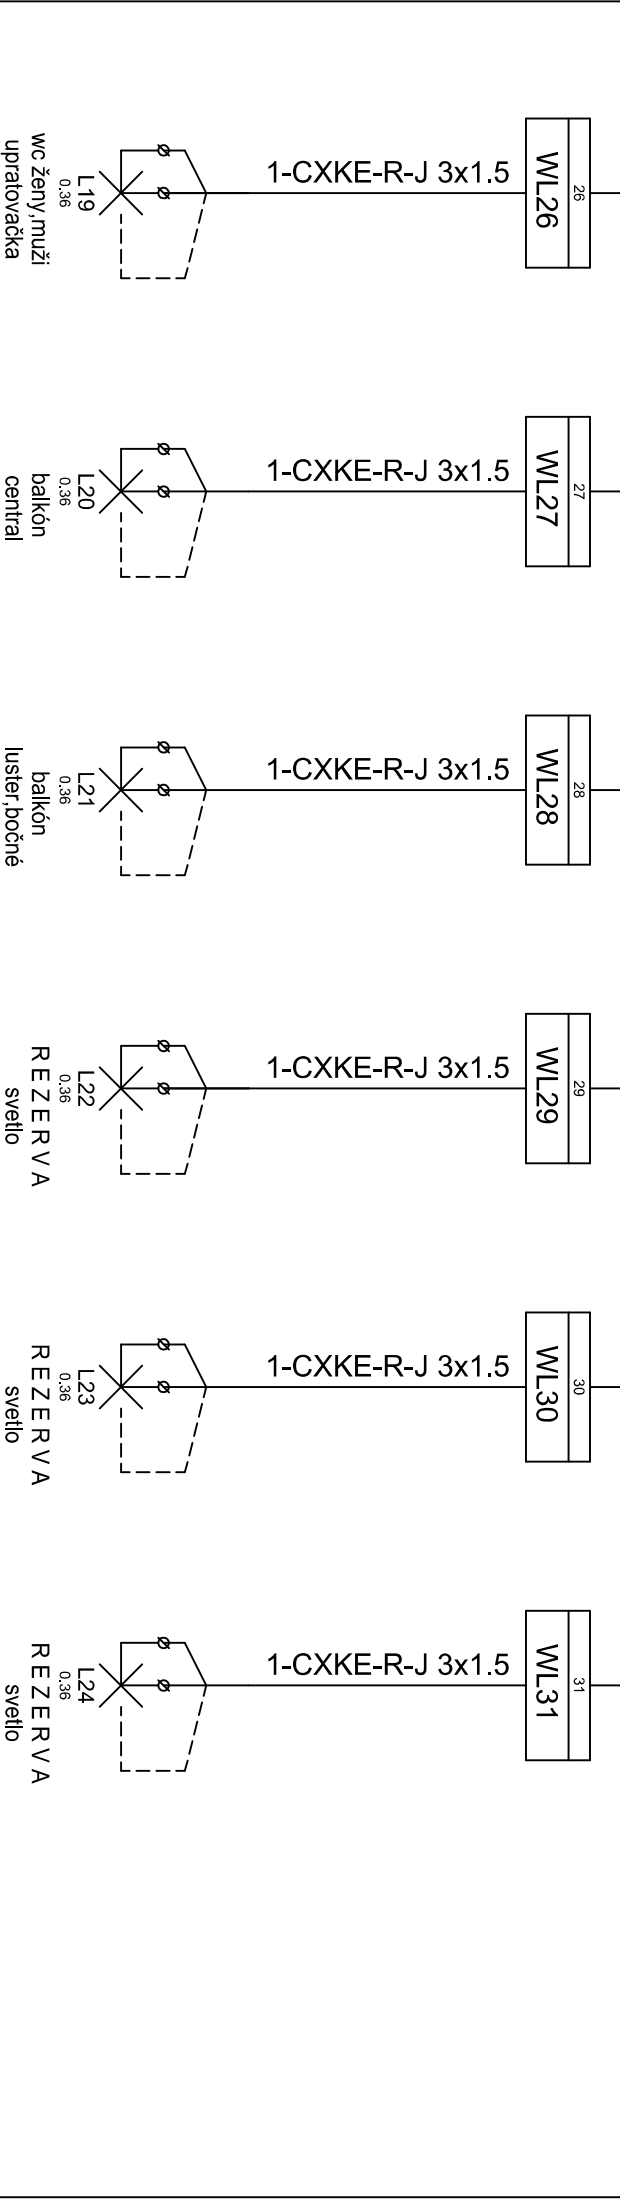 26
WL26
1-CXKE-R-J 3x1.5
L19
0.36
wc ženy,muži
upratovačka
27
WL27
1-CXKE-R-J 3x1.5
L20
0.36
balkón
central
28
WL28
1-CXKE-R-J 3x1.5
L21
0.36
balkón
luster,bočné
29
WL29
1-CXKE-R-J 3x1.5
L22
0.36
R E Z E R V A
svetlo
30
WL30
1-CXKE-R-J 3x1.5
L23
0.36
R E Z E R V A
svetlo
31
WL31
1-CXKE-R-J 3x1.5
L24
0.36
R E Z E R V A
svetlo